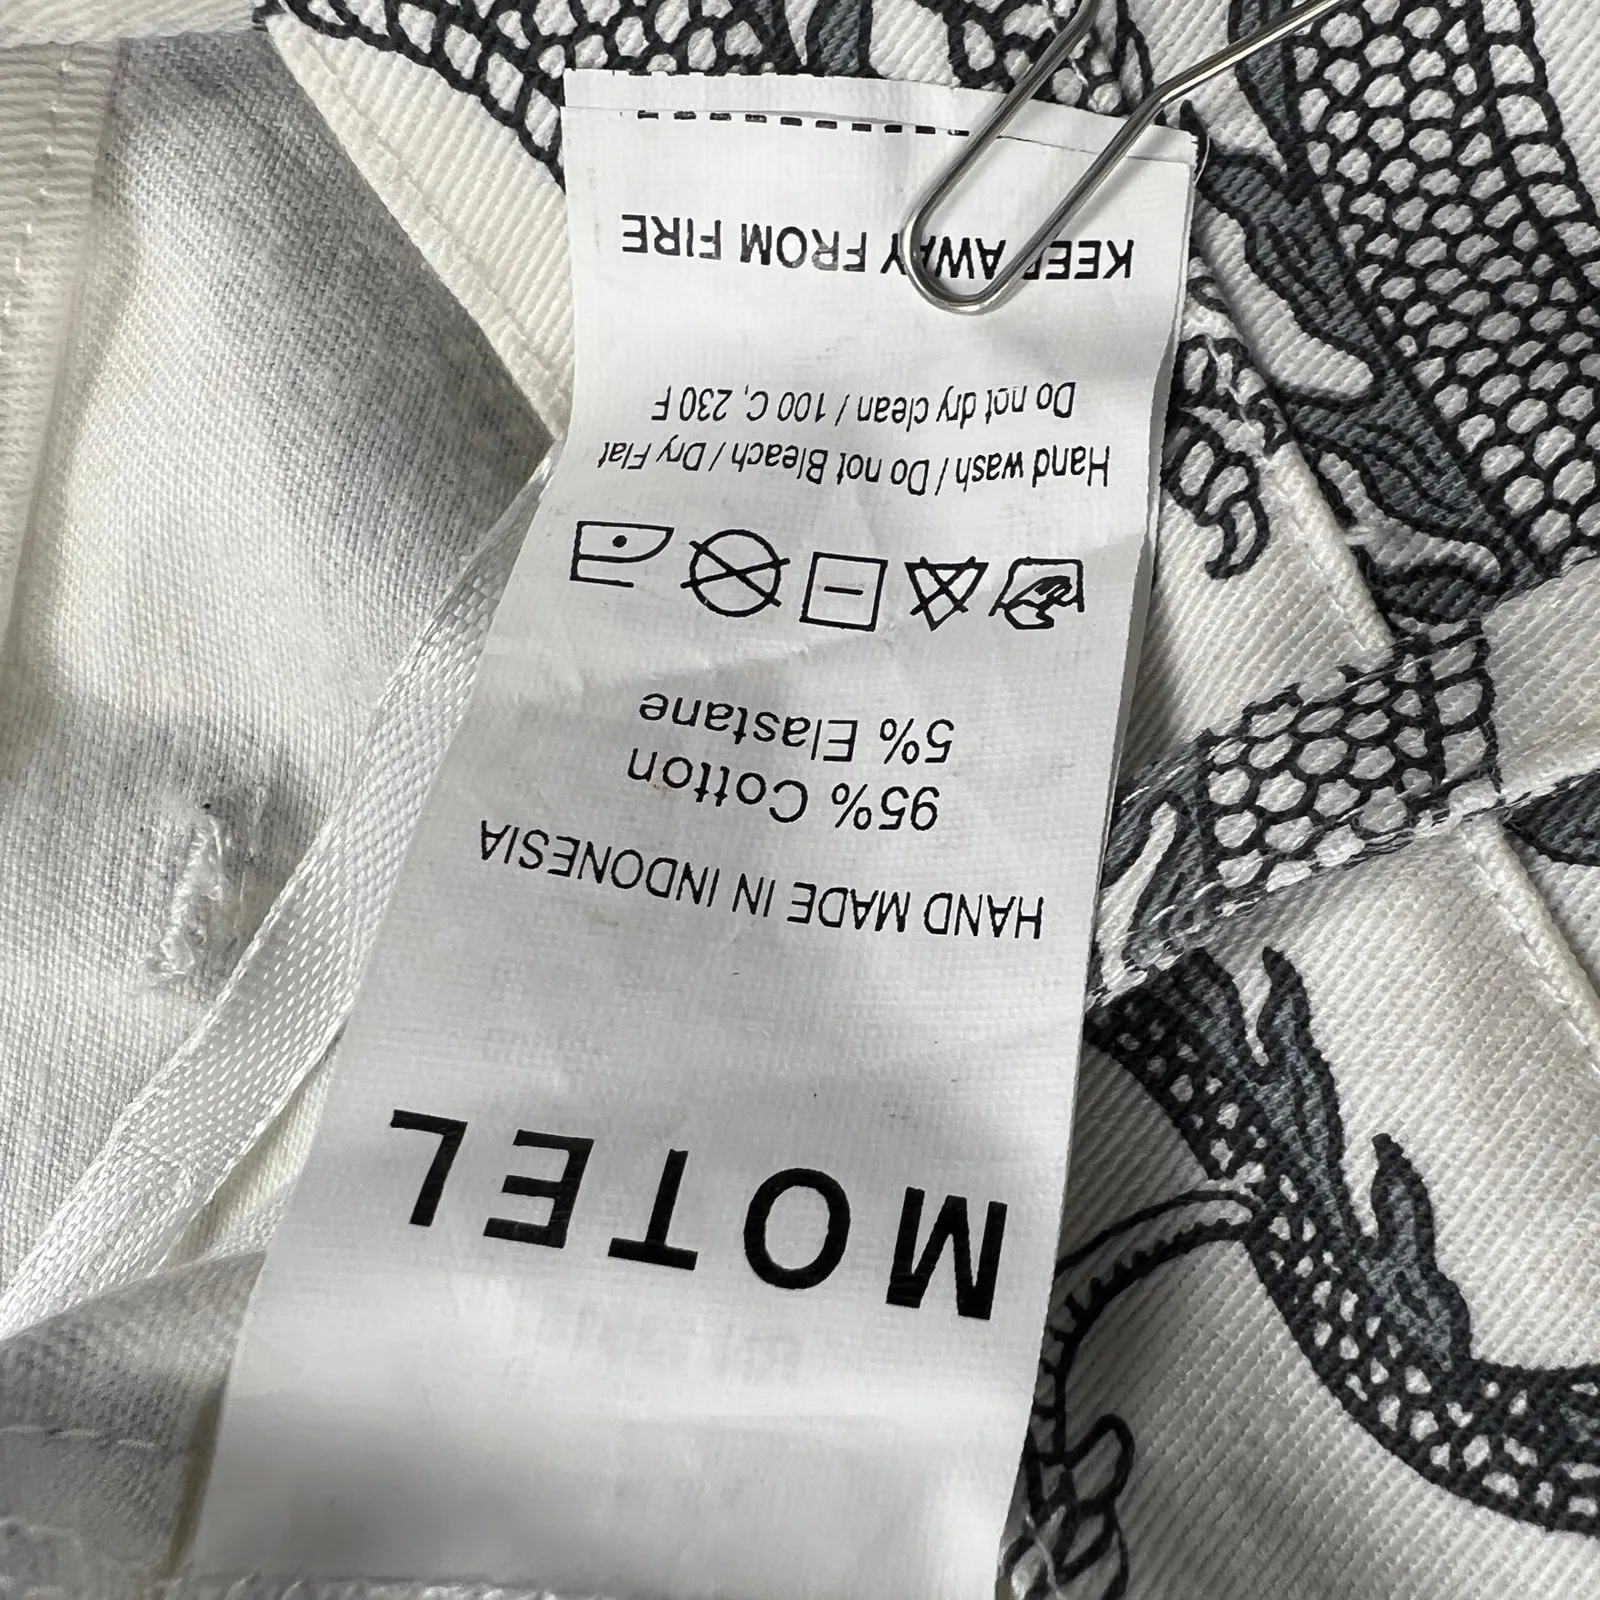 MOTEL
HAND MADE IN INDONESIA
95% Cotton
5% Elastane
Hand wash / Do not Bleach / Dry Flat
Do not dry clean / 100 C, 230 F
KEEP AWAY FROM FIRE